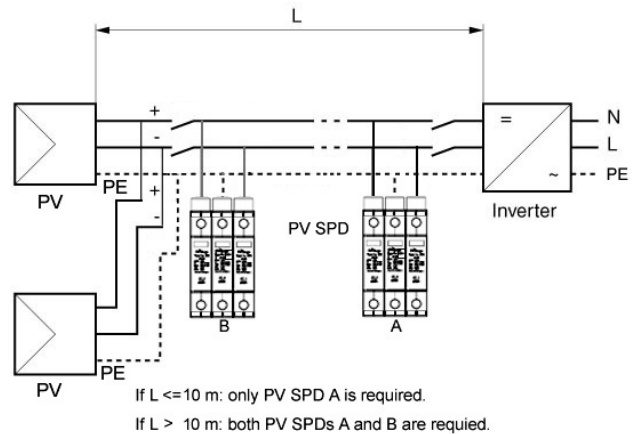 L
+
-
=
N
L
PE
~
PE
PV
+
-
Inverter
PV SPD
B
A
PE
PV
If L <=10 m: only PV SPD A is required.
If L > 10 m: both PV SPDs A and B are requied.